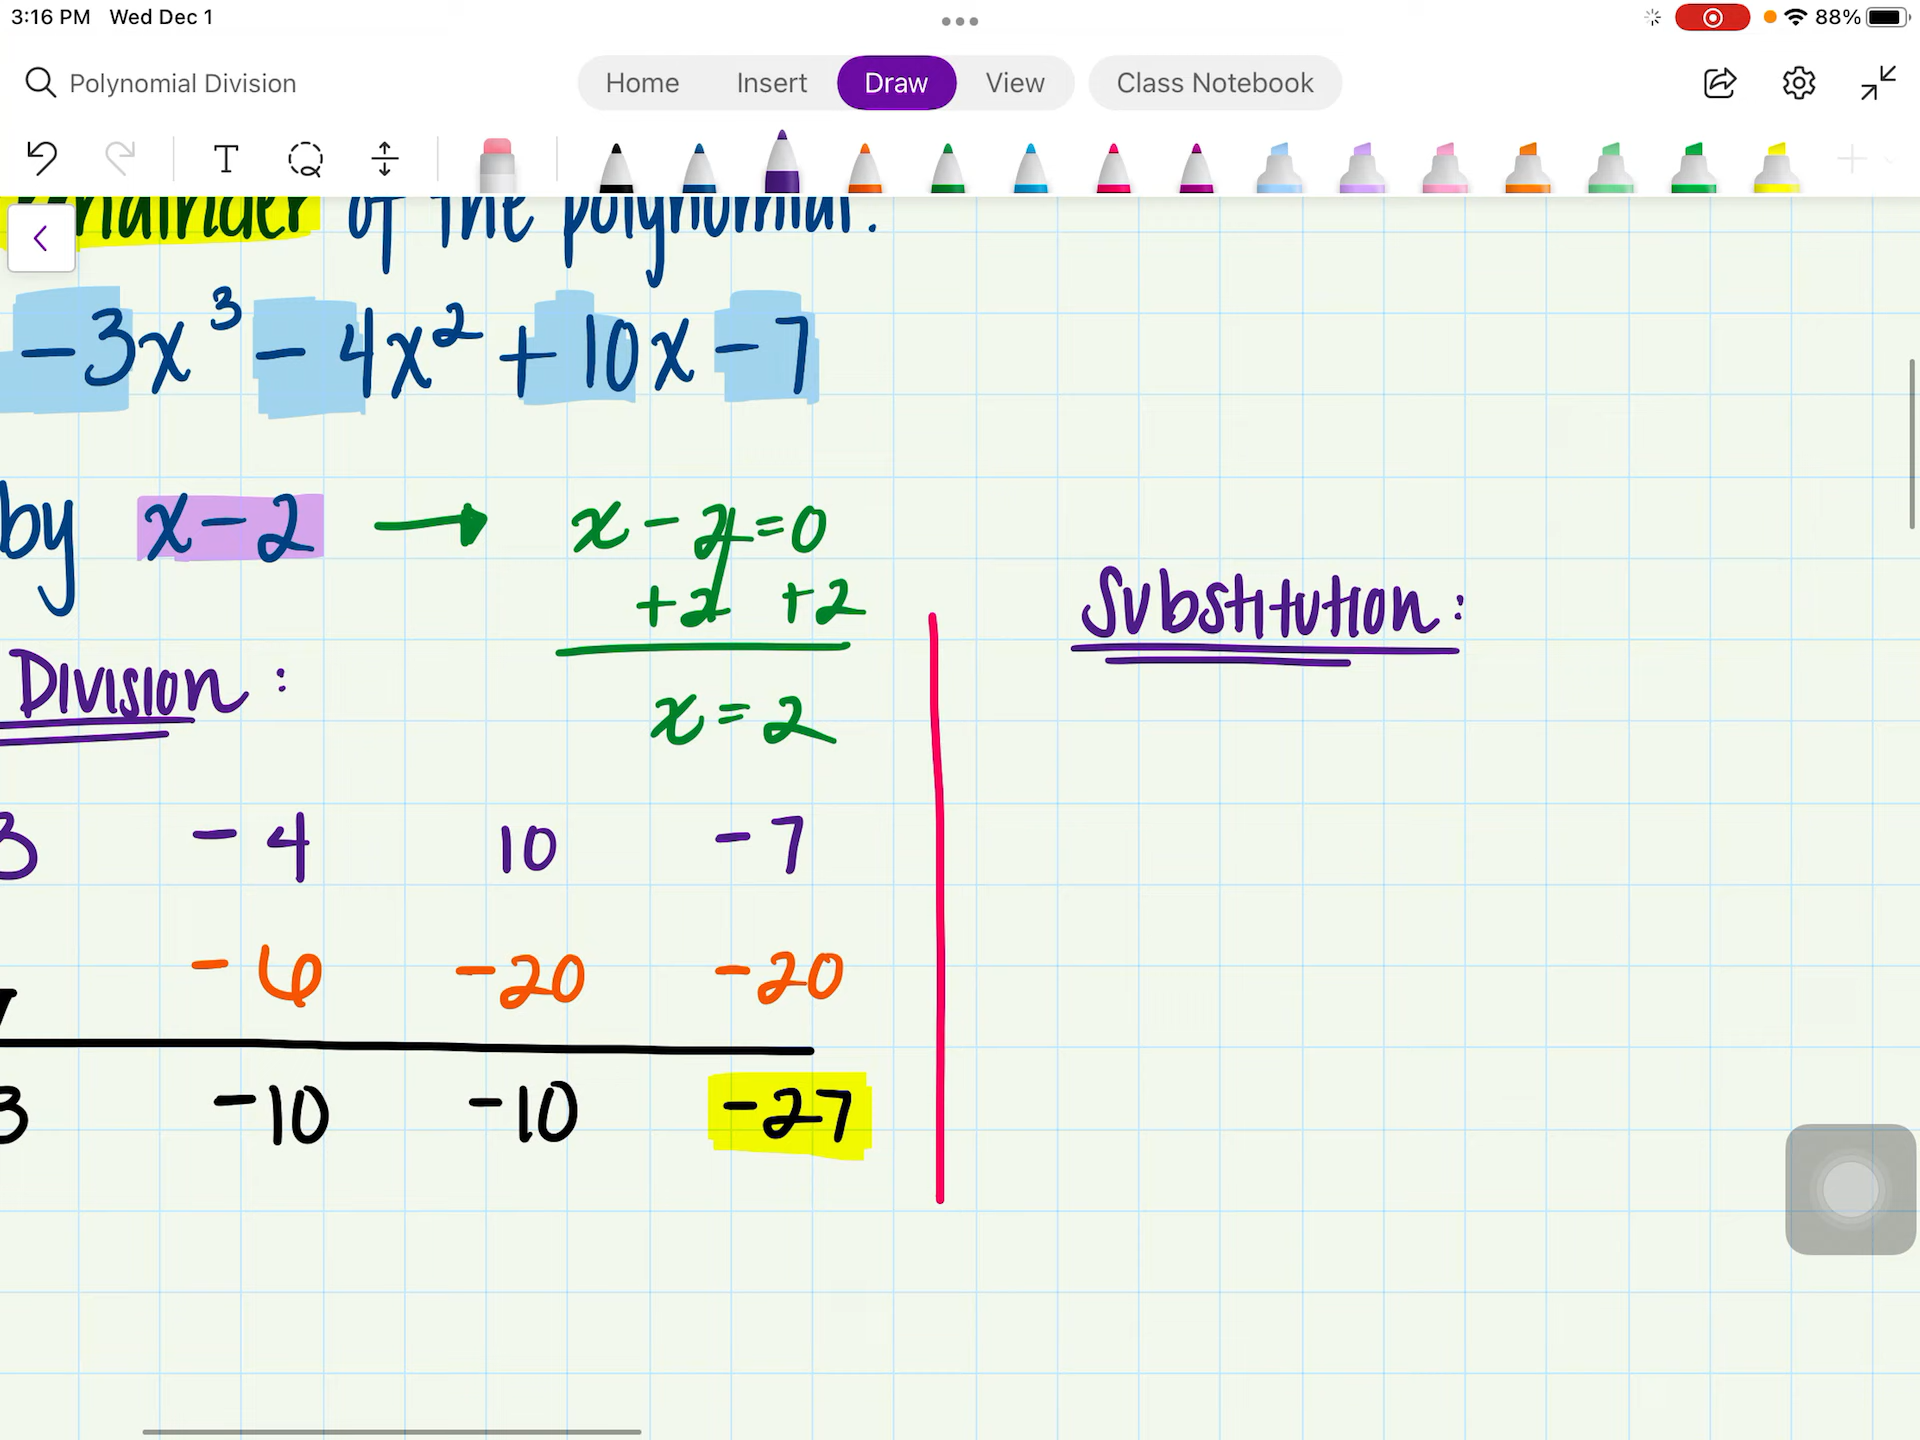 3:16 PM Wed Dec 1
88%
Polynomial Division
Home Insert Draw View Class Notebook
T
of the polynomial.
-3x³ - 4x² + 10x - 7
by x-2 → x - 2 = 0
+2 +2
Division:
x = 2
3 -4 10 -7
-6 -20 -20
3 -10 -10 -27
Substitution: